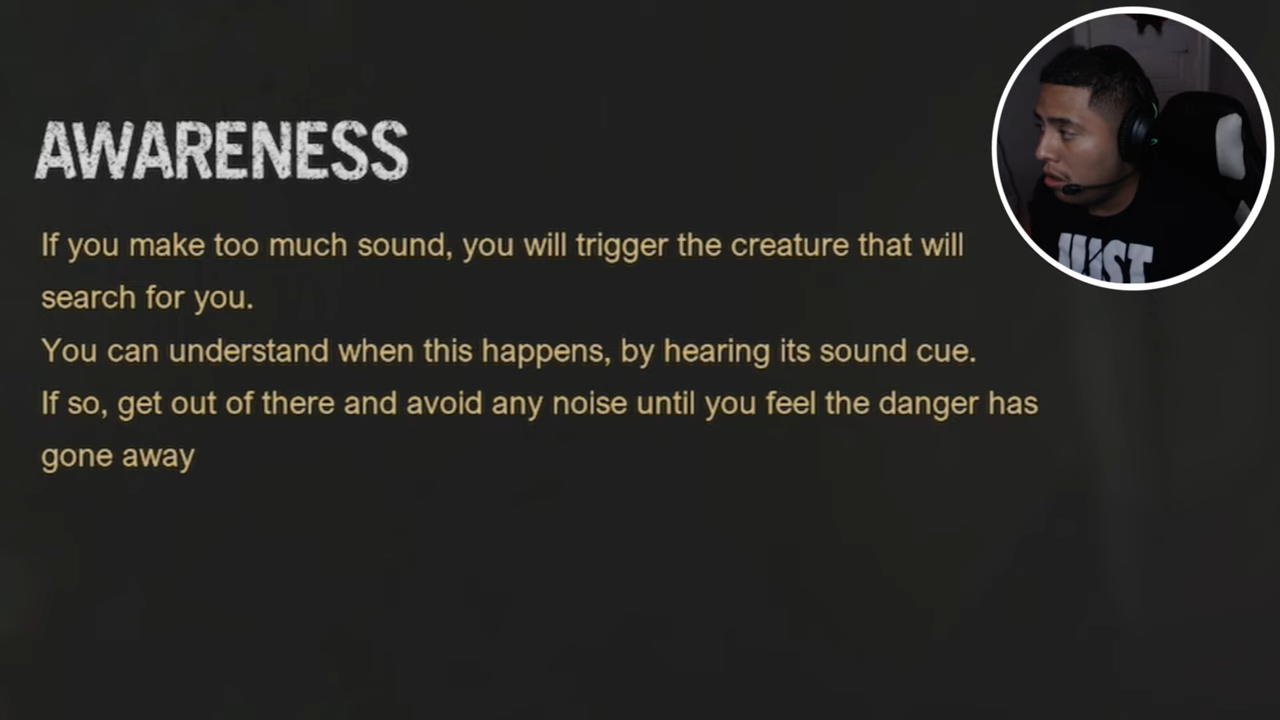 AWARENESS
If you make too much sound, you will trigger the creature that will
search for you.
You can understand when this happens, by hearing its sound cue.
If so, get out of there and avoid any noise until you feel the danger has
gone away
JUST